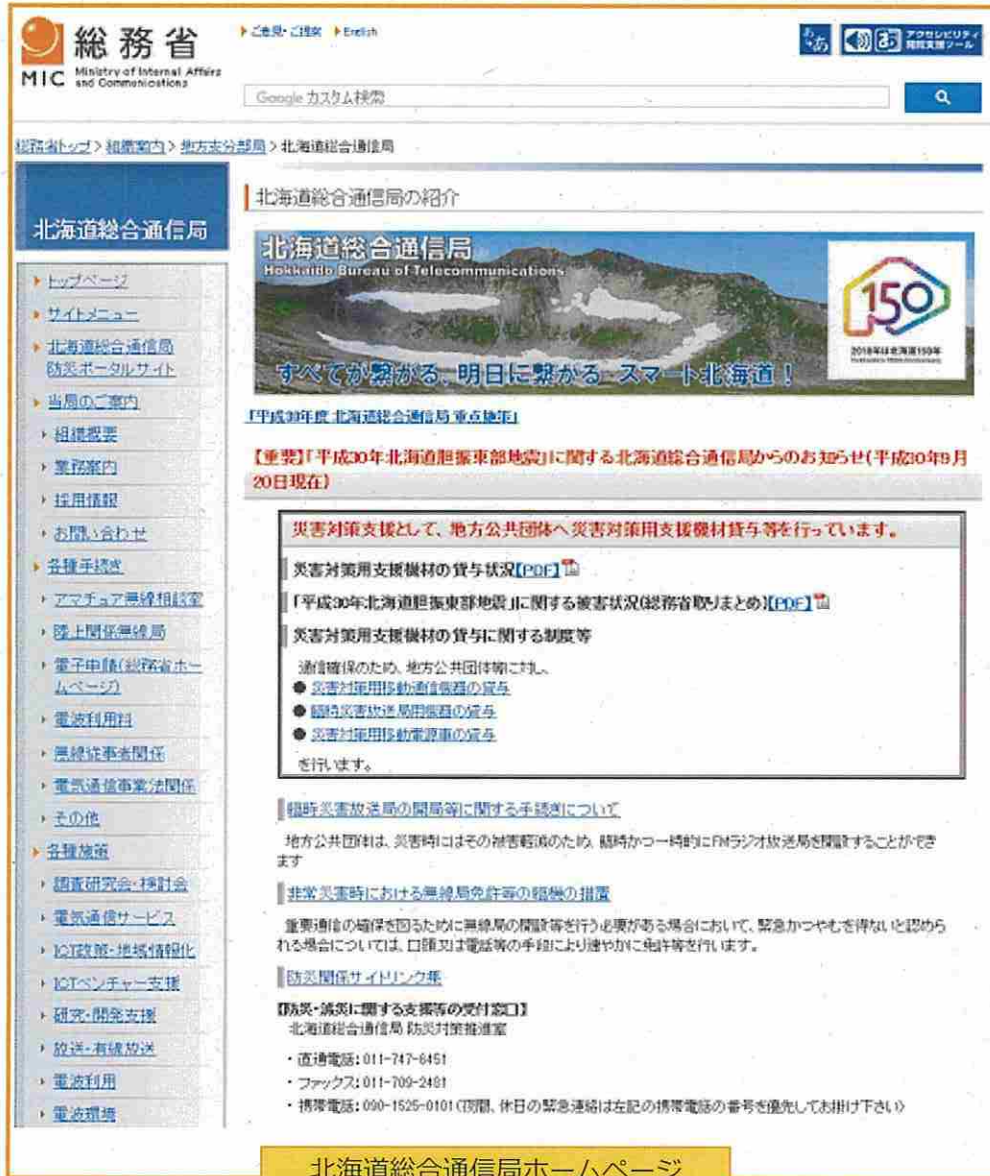 総務省
MIC Ministry of Internal Affairs and Communications
ご意見・ご提案 English
あぁ あ アクセシビリティ閲覧支援ツール
Google カスタム検索
総務省トップ > 組織案内 > 地方支分部局 > 北海道総合通信局
北海道総合通信局
トップページ
サイトメニュー
北海道総合通信局
防災ポータルサイト
当局のご案内
組織概要
業務案内
採用情報
お問い合わせ
各種手続き
アマチュア無線相談室
陸上関係無線局
電子申請(総務省ホー
ムページ)
電波利用料
無線従事者関係
電気通信事業法関係
その他
各種施策
調査研究会・検討会
電気通信サービス
ICT政策・地域情報化
ICTベンチャー支援
研究・開発支援
放送・有線放送
電波利用
電波環境
北海道総合通信局の紹介
北海道総合通信局
Hokkaido Bureau of Telecommunications
150
2018年は北海道150年
すべてが繋がる、明日に繋がる スマート北海道！
「平成30年度 北海道総合通信局 重点施策」
【重要】「平成30年北海道胆振東部地震」に関する北海道総合通信局からのお知らせ(平成30年9月
20日現在)
災害対策支援として、地方公共団体へ災害対策用支援機材貸与等を行っています。
災害対策用支援機材の貸与状況【PDF】
「平成30年北海道胆振東部地震」に関する被害状況(総務省取りまとめ)【PDF】
災害対策用支援機材の貸与に関する制度等
通信確保のため、地方公共団体等に対し、
● 災害対策用移動通信機器の貸与
● 臨時災害放送局用機器の貸与
● 災害対策用移動電源車の貸与
を行います。
臨時災害放送局の開局等に関する手続きについて
地方公共団体は、災害時にはその被害軽減のため、臨時かつ一時的にFMラジオ放送局を開設することができ
ます
非常災害時における無線局免許等の臨機の措置
重要通信の確保を図るために無線局の開設等を行う必要がある場合において、緊急かつやむを得ないと認めら
れる場合については、口頭又は電話等の手段により速やかに免許等を行います。
防災関係サイトリンク集
【防災・減災に関する支援等の受付窓口】
北海道総合通信局 防災対策推進室
・直通電話：011-747-6451
・ファックス：011-709-2481
・携帯電話：090-1525-0101（夜間、休日の緊急連絡は左記の携帯電話の番号を優先してお掛け下さい）
北海道総合通信局ホームページ